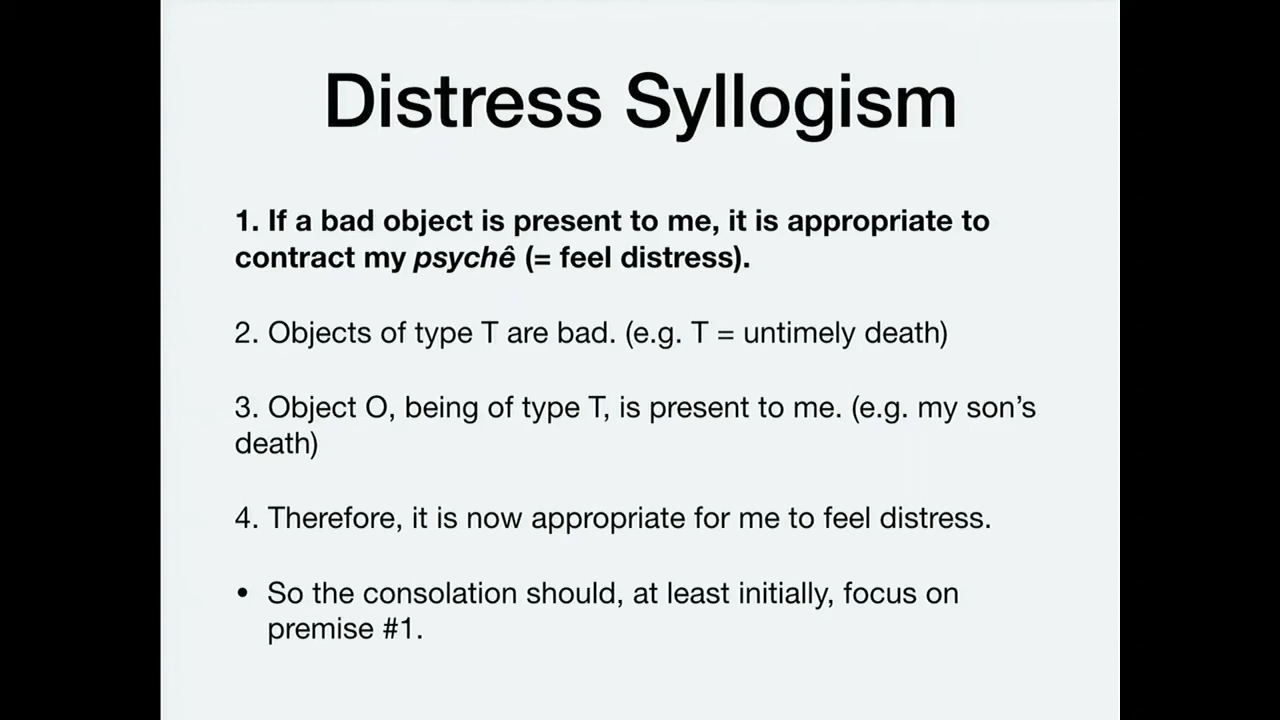 Distress Syllogism
1. If a bad object is present to me, it is appropriate to
contract my psychê (= feel distress).
2. Objects of type T are bad. (e.g. T = untimely death)
3. Object O, being of type T, is present to me. (e.g. my son’s
death)
4. Therefore, it is now appropriate for me to feel distress.
• So the consolation should, at least initially, focus on
premise #1.